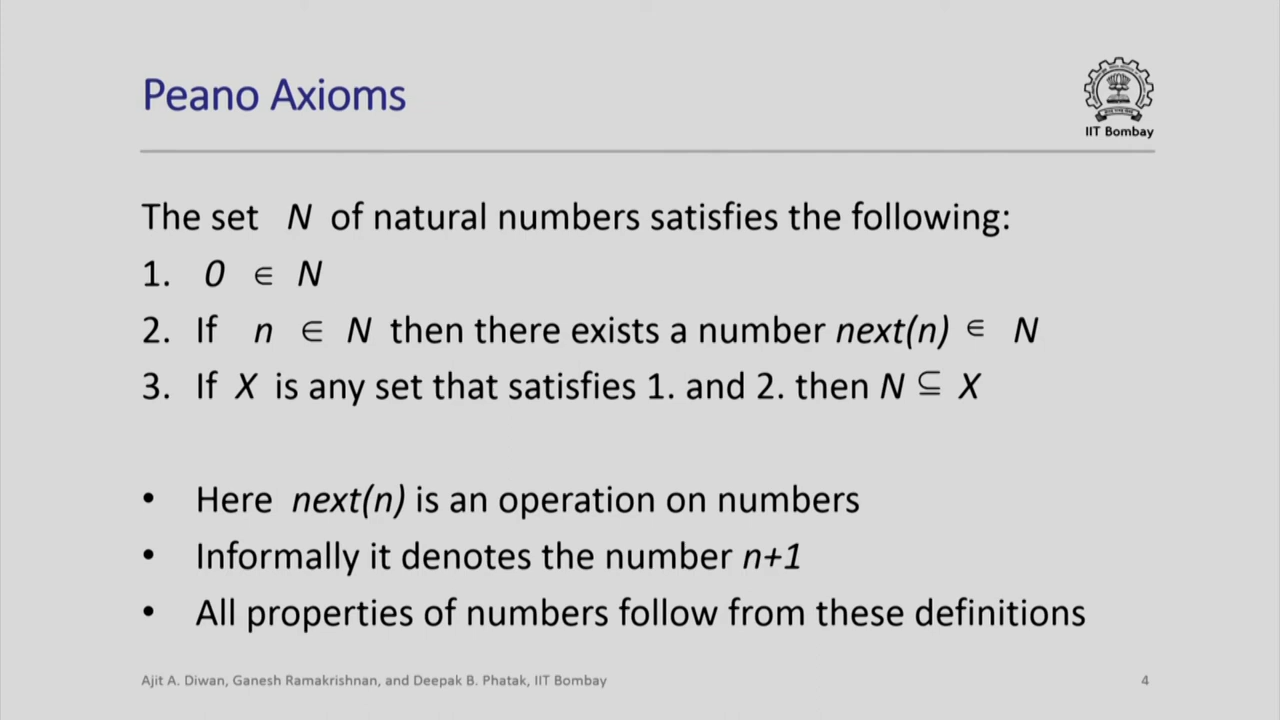 Peano Axioms
IIT Bombay
The set N of natural numbers satisfies the following:
1. 0 ∈ N
2. If n ∈ N then there exists a number next(n) ∈ N
3. If X is any set that satisfies 1. and 2. then N ⊆ X
• Here next(n) is an operation on numbers
• Informally it denotes the number n+1
• All properties of numbers follow from these definitions
Ajit A. Diwan, Ganesh Ramakrishnan, and Deepak B. Phatak, IIT Bombay
4